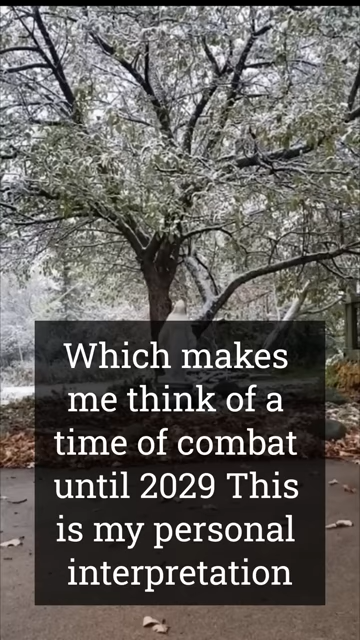 Which makes
me think of a
time of combat
until 2029 This
is my personal
interpretation